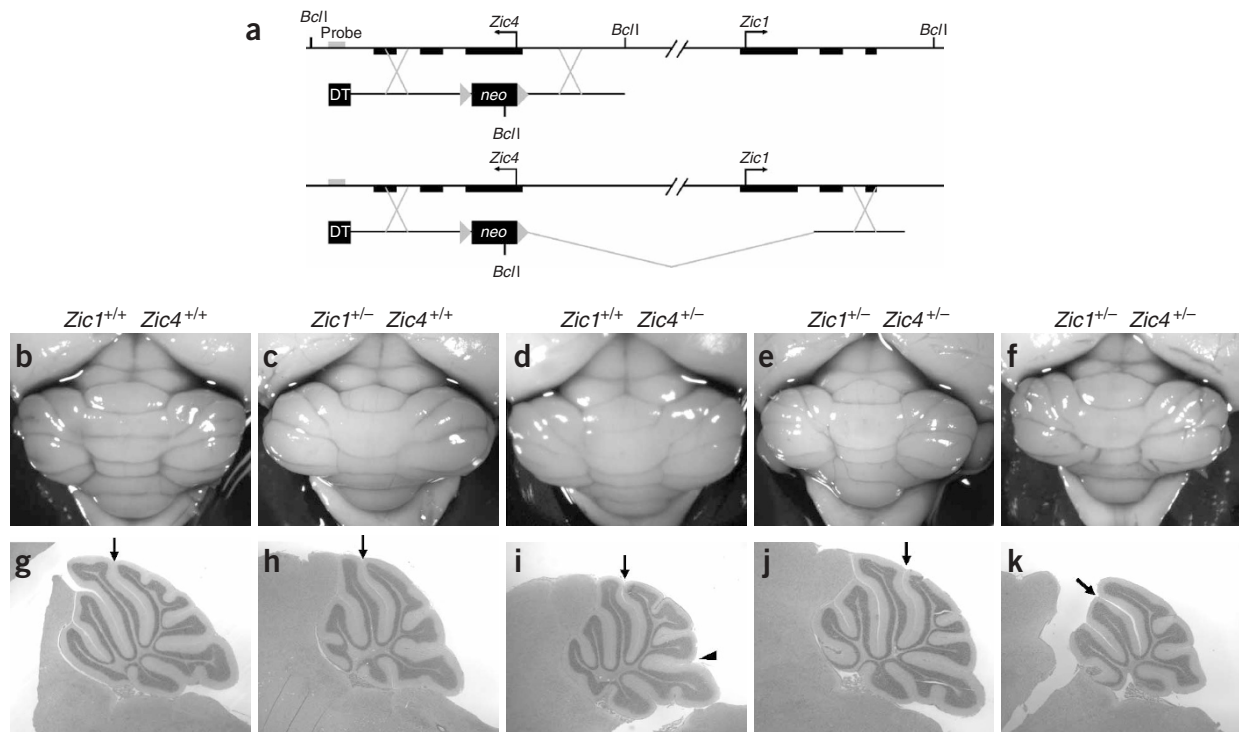 a
BclI
Probe
Zic4
BclI
Zic1
BclI
DT
neo
BclI
Zic4
Zic1
DT
neo
BclI
Zic1+/+ Zic4+/+
Zic1+/– Zic4+/+
Zic1+/+ Zic4+/–
Zic1+/– Zic4+/–
Zic1+/– Zic4+/–
b
c
d
e
f
g
h
i
j
k